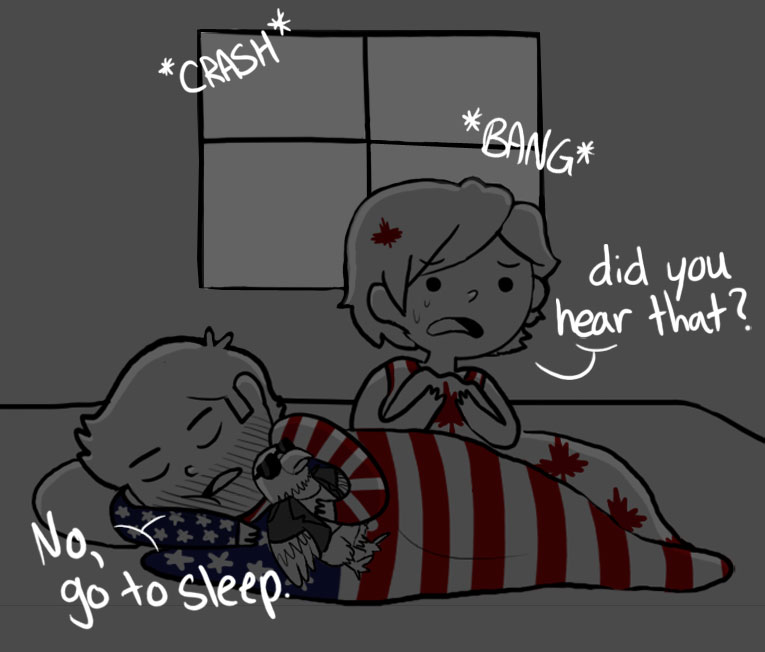 *CRASH*
*BANG*
did you
hear that?
No,
go to sleep.